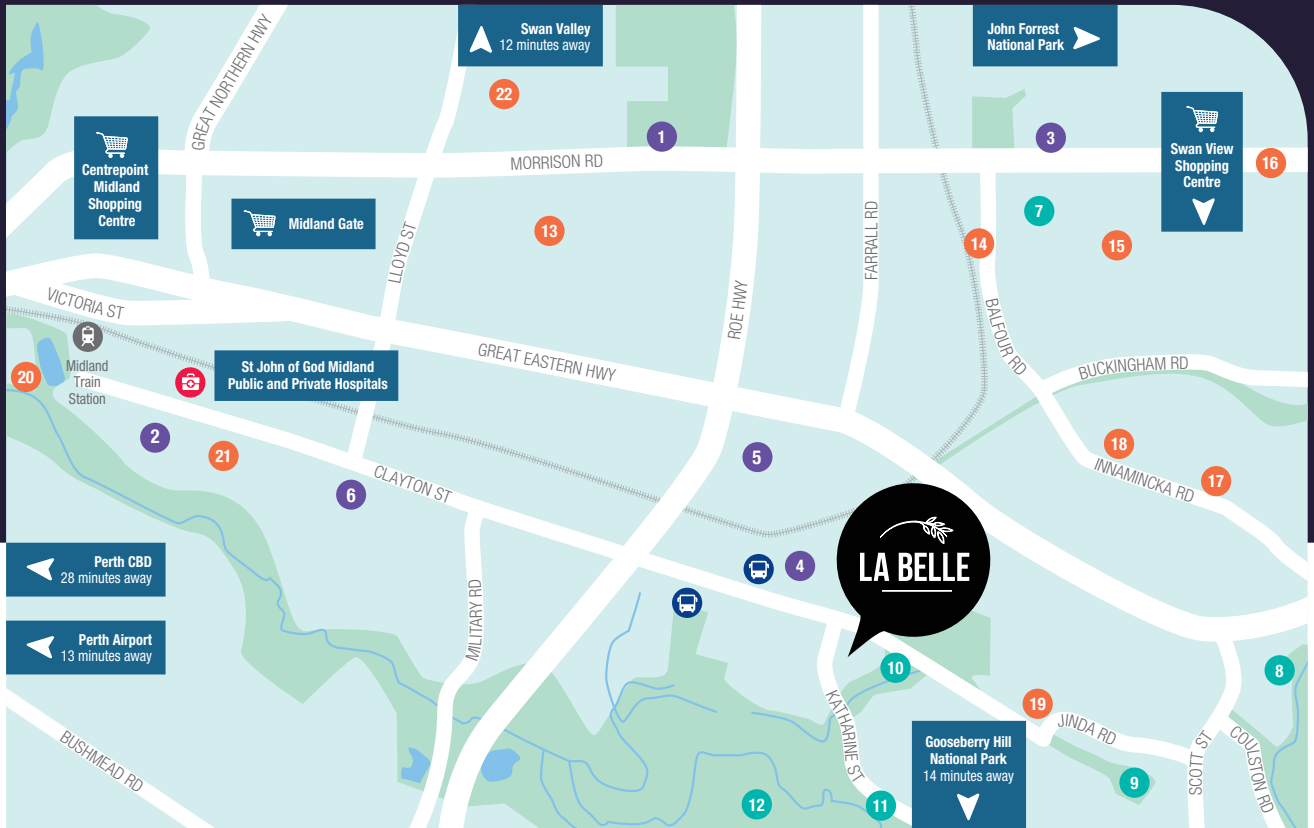 GREAT NORTHERN HWY
Swan Valley
12 minutes away
John Forrest
National Park
22
1
3
Centrepoint
Midland
Shopping
Centre
MORRISON RD
Swan View
Shopping
Centre
16
Midland Gate
LLOYD ST
13
FARRALL RD
7
14
15
VICTORIA ST
Midland
Train
Station
20
St John of God Midland
Public and Private Hospitals
GREAT EASTERN HWY
ROE HWY
BALFOUR RD
BUCKINGHAM RD
2
21
6
CLAYTON ST
5
18
INNAMINCKA RD
17
Perth CBD
28 minutes away
Perth Airport
13 minutes away
MILITARY RD
4
LA BELLE
10
8
BUSHMEAD RD
KATHARINE ST
19
JINDA RD
SCOTT ST
COULSTON RD
Gooseberry Hill
National Park
14 minutes away
9
12
11